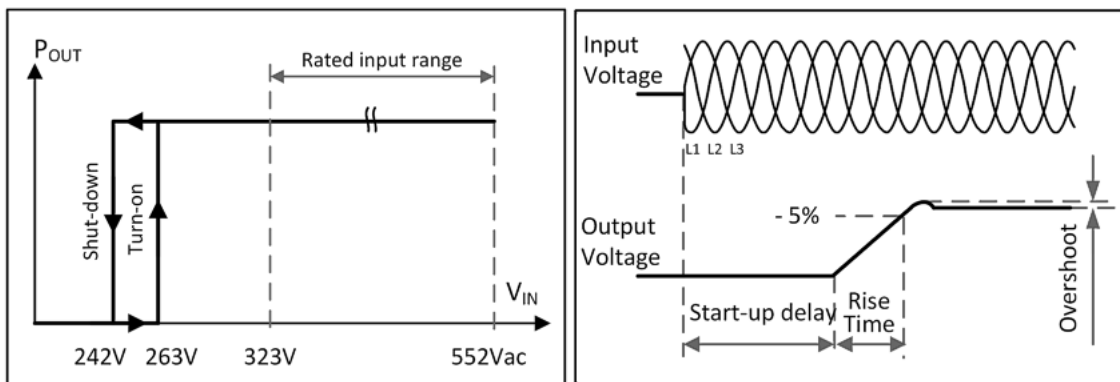 POUT
Rated input range
Shut-down
Turn-on
VIN
242V 263V 323V 552Vac
Input
Voltage
L1 L2 L3
Output
Voltage
- 5%
Start-up delay
Rise
Time
Overshoot